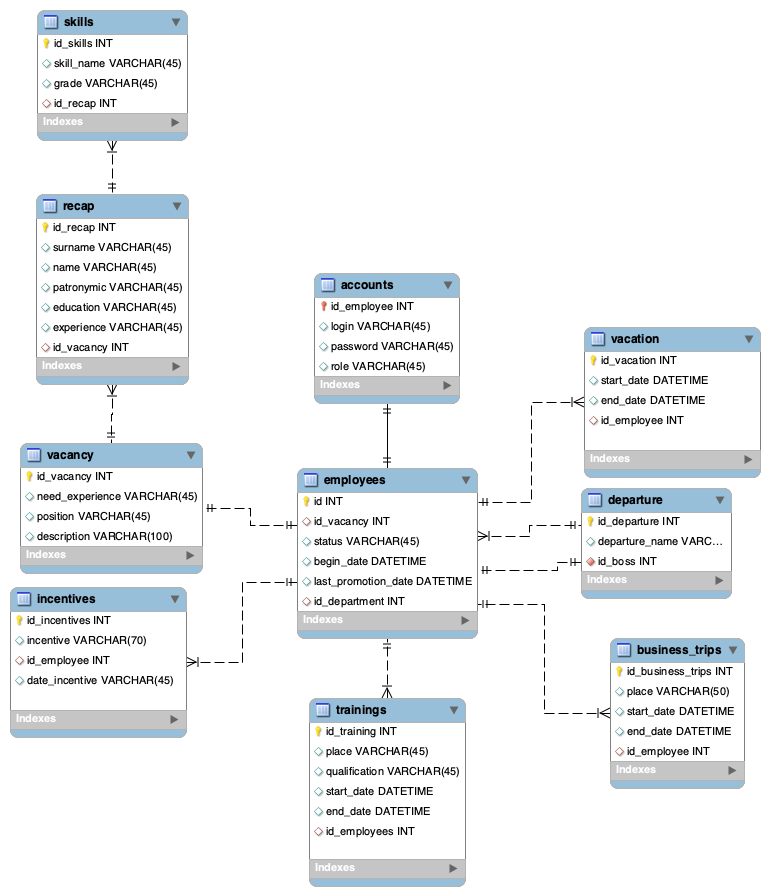 skills
id_skills INT
skill_name VARCHAR(45)
grade VARCHAR(45)
id_recap INT
Indexes
recap
id_recap INT
surname VARCHAR(45)
name VARCHAR(45)
patronymic VARCHAR(45)
education VARCHAR(45)
experience VARCHAR(45)
id_vacancy INT
Indexes
vacancy
id_vacancy INT
need_experience VARCHAR(45)
position VARCHAR(45)
description VARCHAR(100)
Indexes
incentives
id_incentives INT
incentive VARCHAR(70)
id_employee INT
date_incentive VARCHAR(45)
Indexes
accounts
id_employee INT
login VARCHAR(45)
password VARCHAR(45)
role VARCHAR(45)
Indexes
employees
id INT
id_vacancy INT
status VARCHAR(45)
begin_date DATETIME
last_promotion_date DATETIME
id_department INT
Indexes
trainings
id_training INT
place VARCHAR(45)
qualification VARCHAR(45)
start_date DATETIME
end_date DATETIME
id_employees INT
Indexes
vacation
id_vacation INT
start_date DATETIME
end_date DATETIME
id_employee INT
Indexes
departure
id_departure INT
departure_name VARC...
id_boss INT
Indexes
business_trips
id_business_trips INT
place VARCHAR(50)
start_date DATETIME
end_date DATETIME
id_employee INT
Indexes